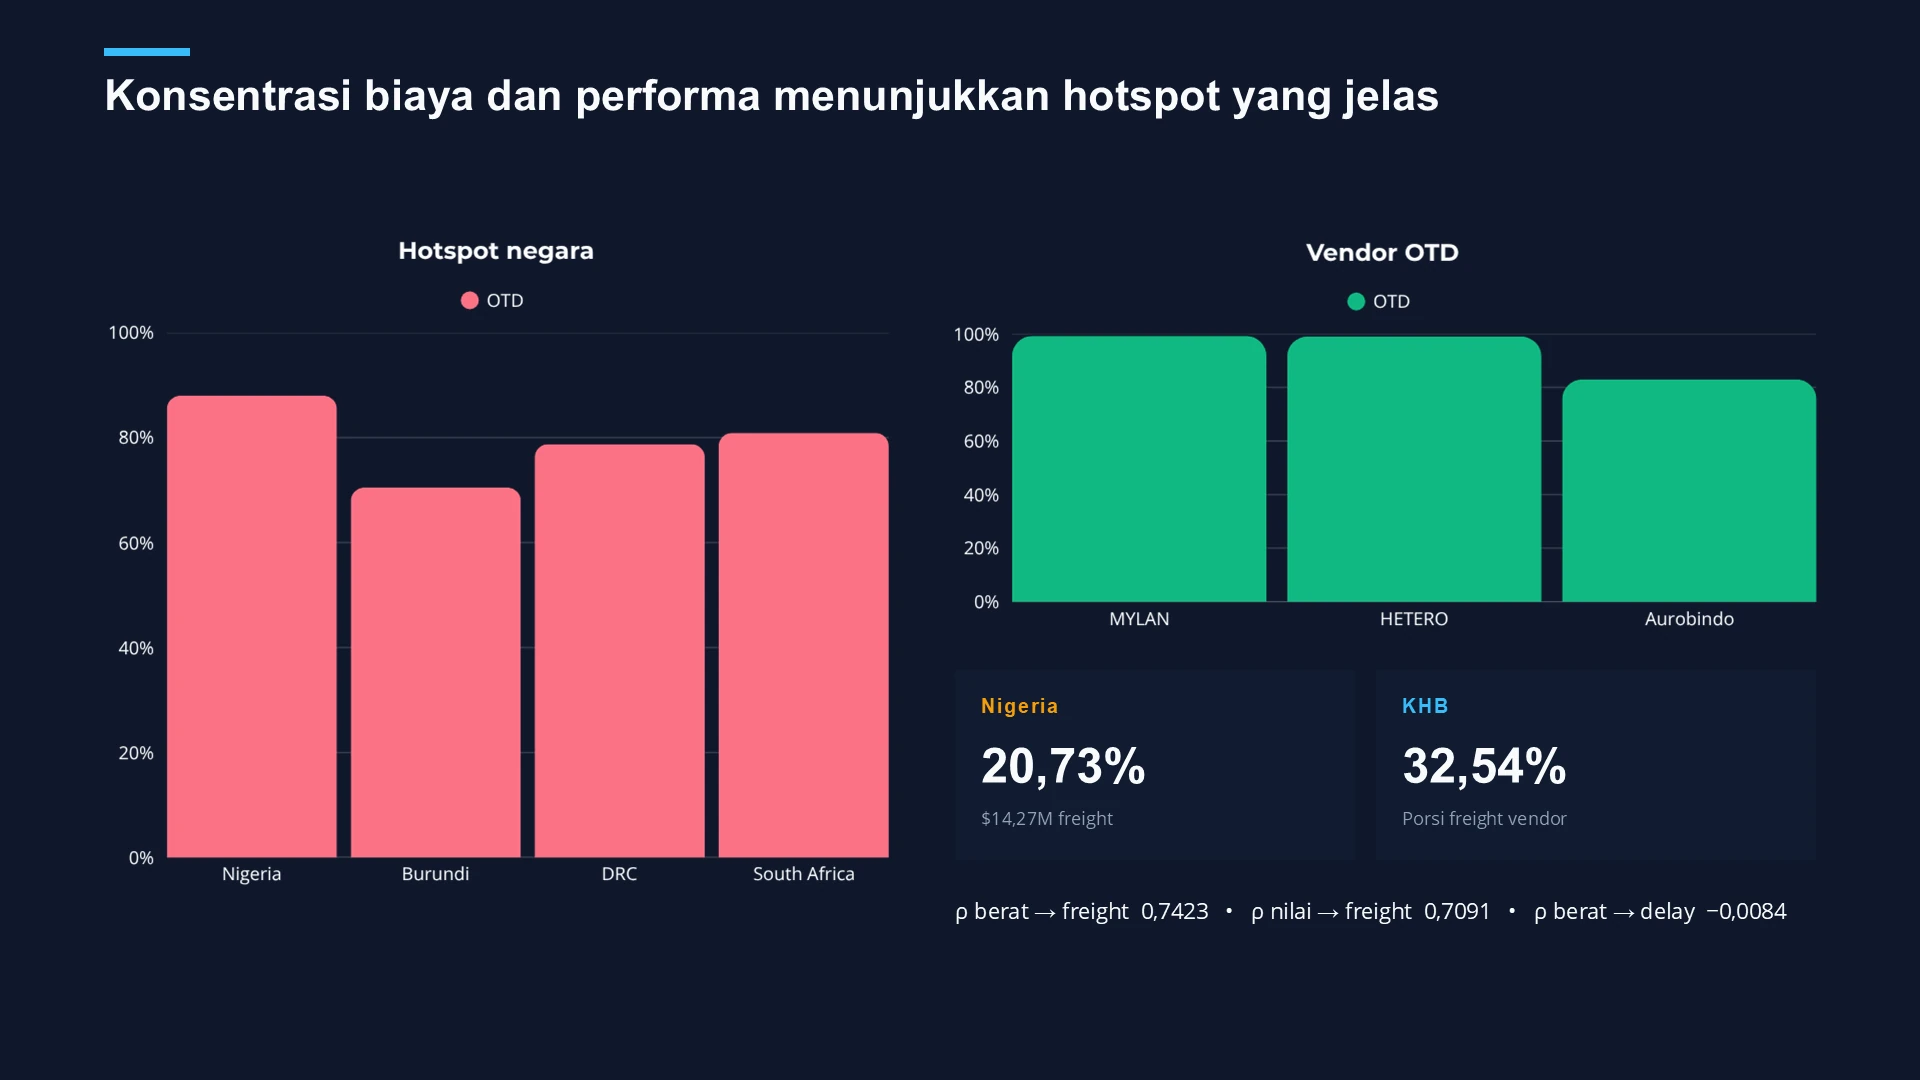 Konsentrasi biaya dan performa menunjukkan hotspot yang jelas
Hotspot negara
OTD
100%
80%
60%
40%
20%
0%
Nigeria
Burundi
DRC
South Africa
Vendor OTD
OTD
100%
80%
60%
40%
20%
0%
MYLAN
HETERO
Aurobindo
Nigeria
20,73%
$14,27M freight
KHB
32,54%
Porsi freight vendor
ρ berat → freight 0,7423 • ρ nilai → freight 0,7091 • ρ berat → delay −0,0084